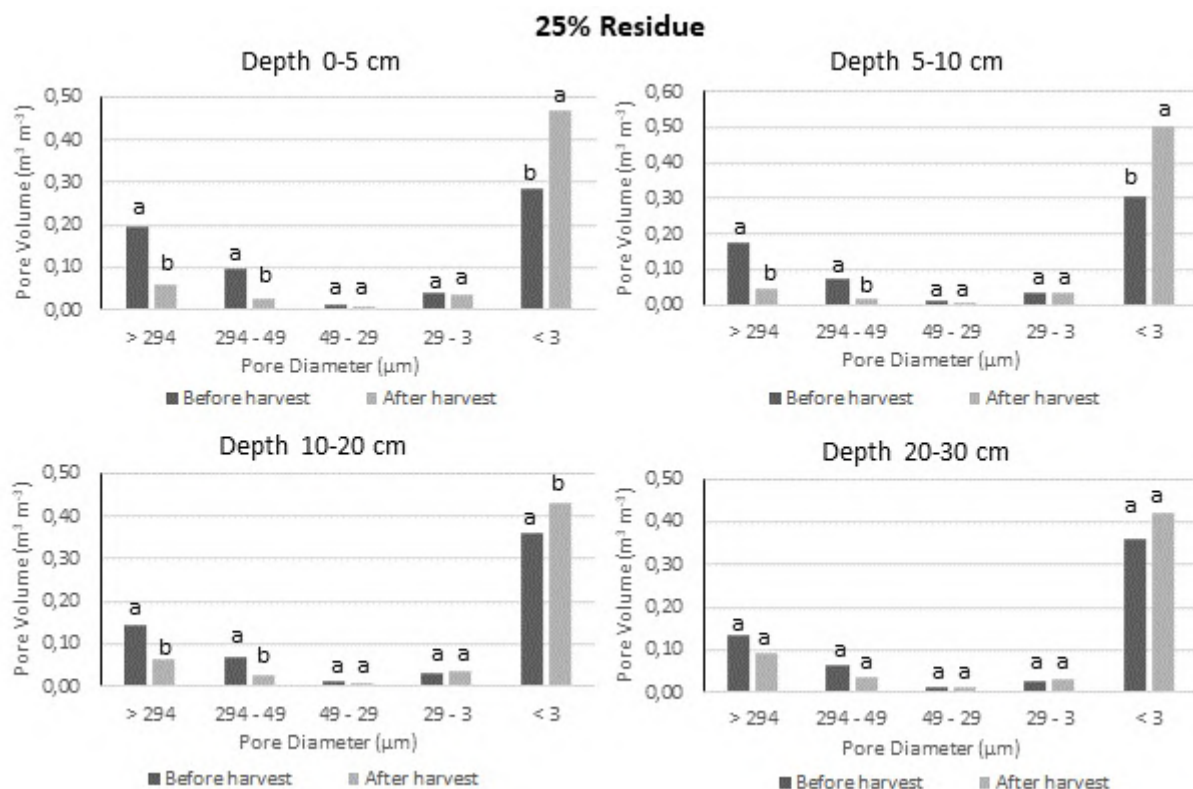 25% Residue
Depth 0-5 cm
Pore Volume (m³ m⁻³)
0,50
0,40
0,30
0,20
0,10
0,00
a
b
a
b
a a
a a
b
a
> 294
294 - 49
49 - 29
29 - 3
< 3
Pore Diameter (µm)
Before harvest
After harvest
Depth 5-10 cm
Pore Volume (m³ m⁻³)
0,60
0,50
0,40
0,30
0,20
0,10
0,00
a
b
a
b
a a
a a
b
a
> 294
294 - 49
49 - 29
29 - 3
< 3
Pore Diameter (µm)
Before harvest
After harvest
Depth 10-20 cm
Pore Volume (m³ m⁻³)
0,50
0,40
0,30
0,20
0,10
0,00
a
b
a
b
a a
a a
a
b
> 294
294 - 49
49 - 29
29 - 3
< 3
Pore Diameter (µm)
Before harvest
After harvest
Depth 20-30 cm
Pore Volume (m³ m⁻³)
0,50
0,40
0,30
0,20
0,10
0,00
a
a
a
a
a a
a a
a
a
> 294
294 - 49
49 - 29
29 - 3
< 3
Pore Diameter (µm)
Before harvest
After harvest